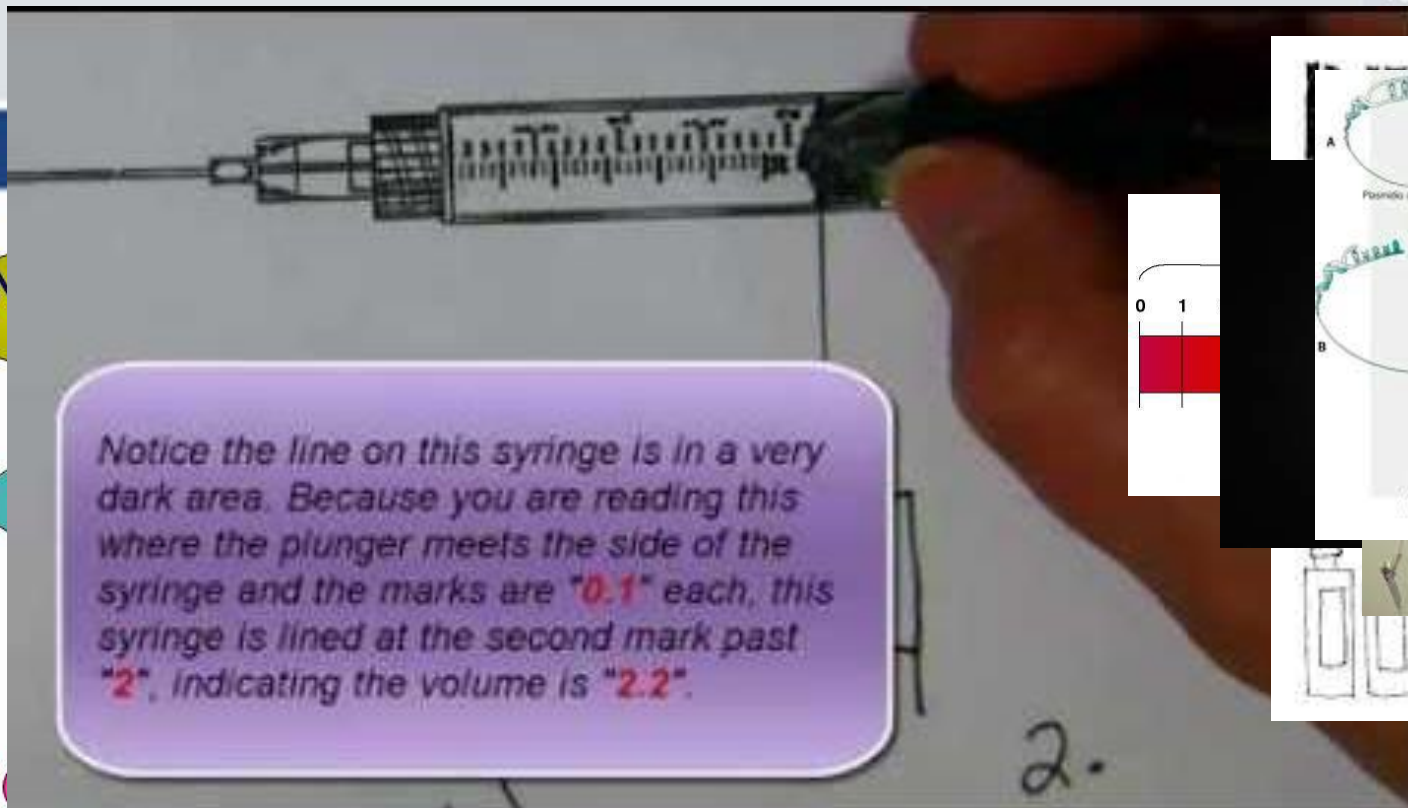 A
Plasmidio
0 1
B
Notice the line on this syringe is in a very
dark area. Because you are reading this
where the plunger meets the side of the
syringe and the marks are "0.1" each, this
syringe is lined at the second mark past
"2", indicating the volume is "2.2".
2.